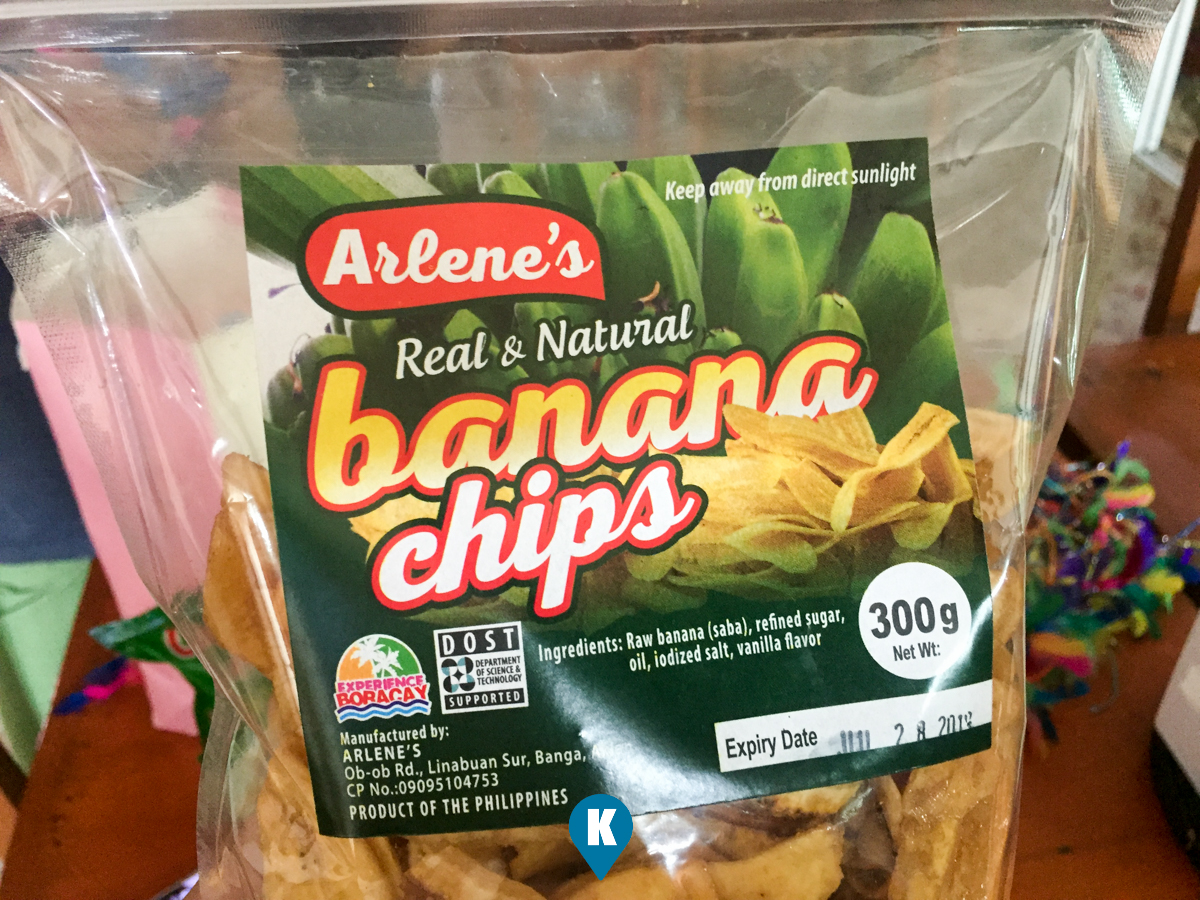 Keep away from direct sunlight
Arlene's
Real & Natural
banana
chips
Ingredients: Raw banana (saba), refined sugar,
oil, iodized salt, vanilla flavor
300g
Net Wt:
EXPERIENCE
BORACAY
DOST
DEPARTMENT
OF SCIENCE &
TECHNOLOGY
SUPPORTED
Expiry Date 28
Manufactured by:
ARLENE'S
Ob-ob Rd., Linabuan Sur, Banga,
CP No.:09095104753
PRODUCT OF THE PHILIPPINES
K